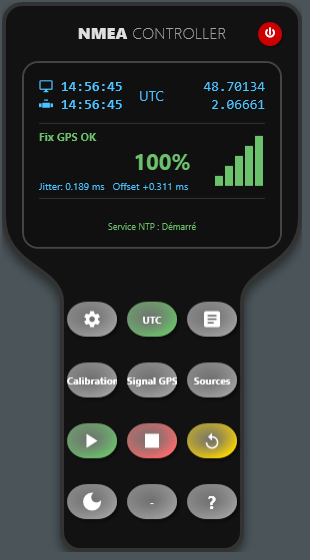 NMEA CONTROLLER
14:56:45 UTC 48.70134
14:56:45 2.06661
Fix GPS OK
100%
Jitter: 0.189 ms Offset +0.311 ms
Service NTP : Démarré
UTC
Calibration Signal GPS Sources
- ?